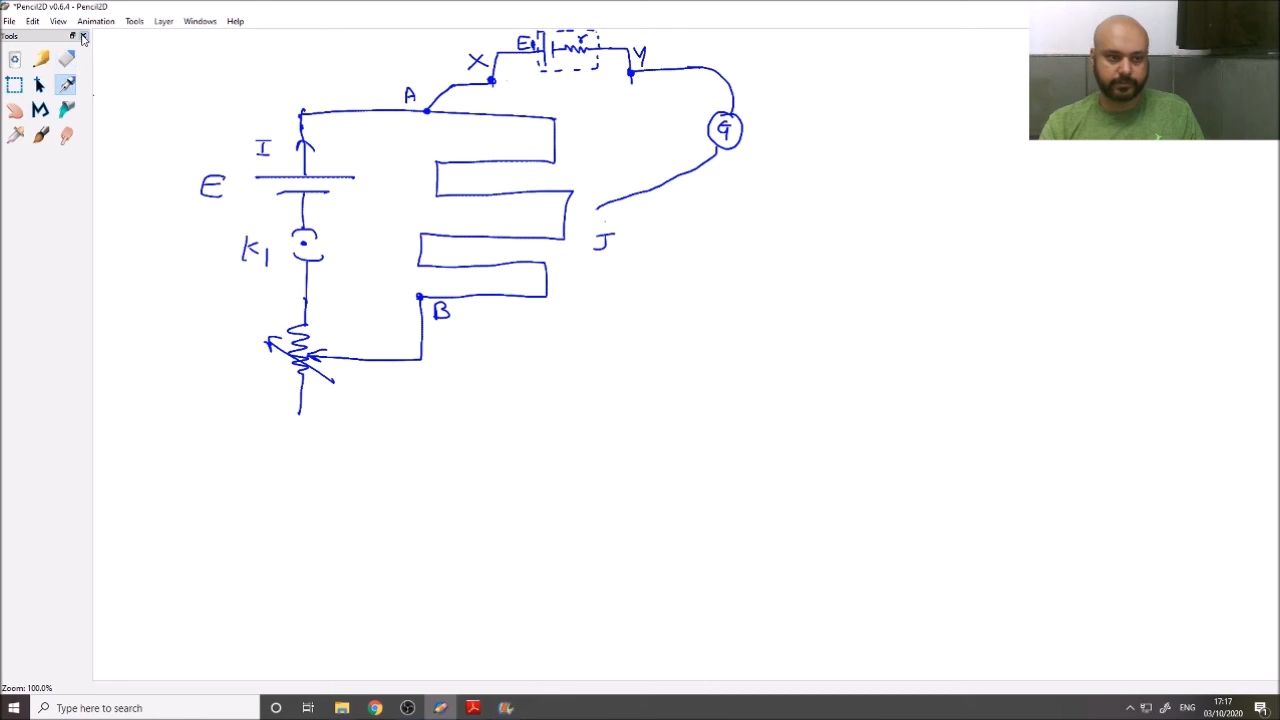 *Pencil2D v0.6.4 - Pencil2D
File Edit View Animation Tools Layer Windows Help
Tools
E1 r
X Y
A
G
I
E
K1
J
B
Zoom: 100.0%
Type here to search
ENG
17:17
03/10/2020